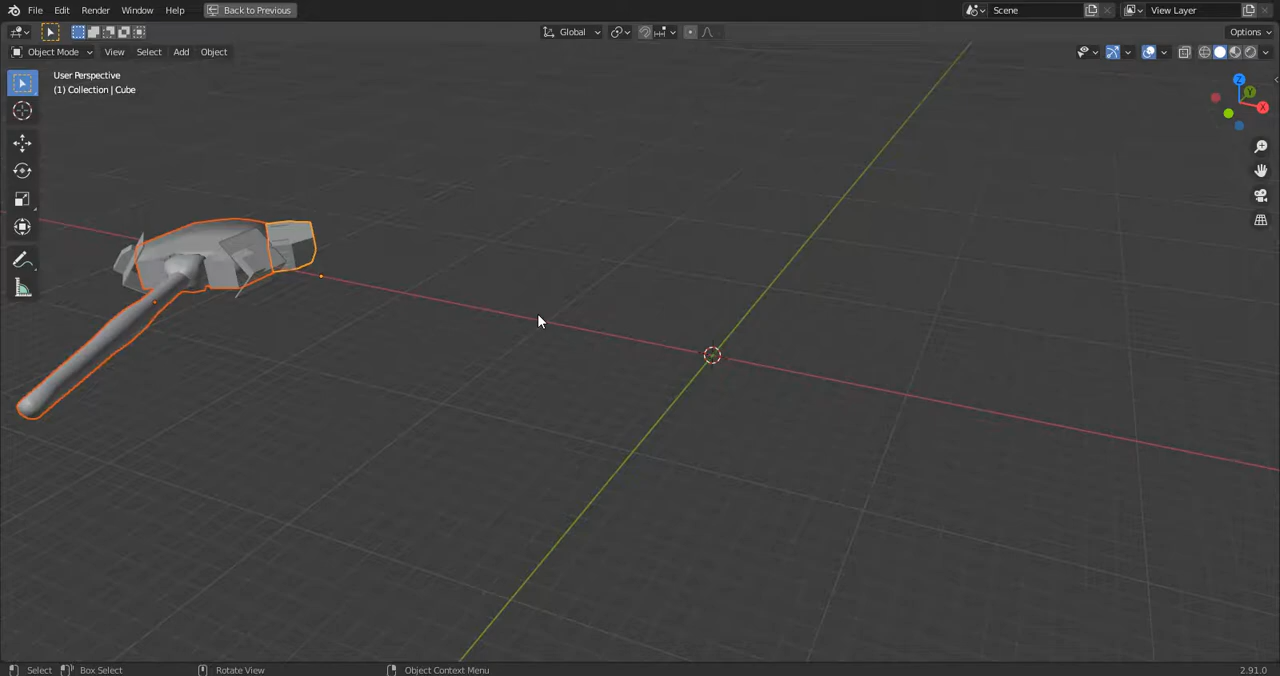 File Edit Render Window Help Back to Previous Scene View Layer
Global Options
Object Mode View Select Add Object
User Perspective
(1) Collection | Cube
Z
Y
X
Select Box Select Rotate View Object Context Menu 2.91.0